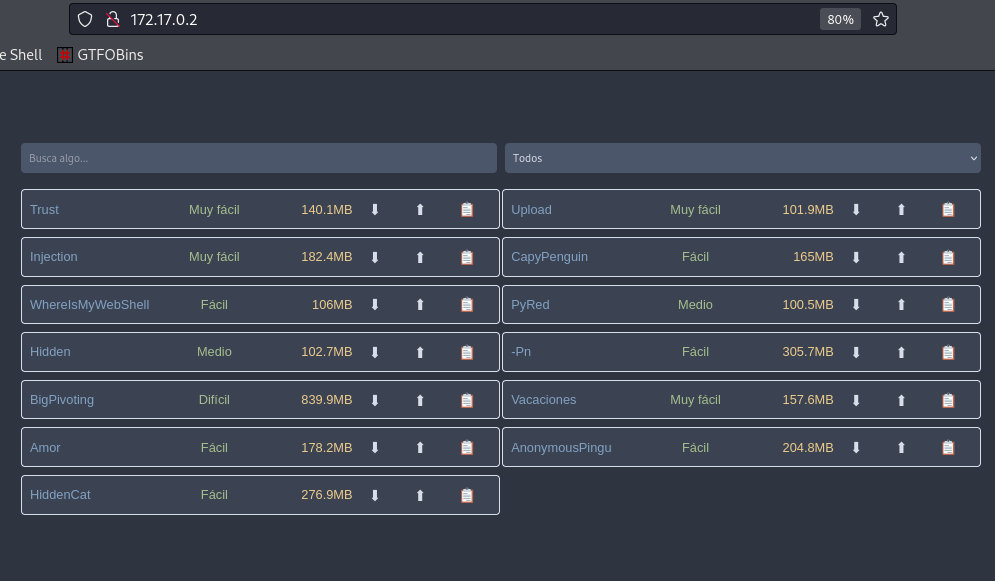 172.17.0.2 80%
e Shell GTFOBins
Busca algo... Todos
Trust Muy fácil 140.1MB Upload Muy fácil 101.9MB
Injection Muy fácil 182.4MB CapyPenguin Fácil 165MB
WhereIsMyWebShell Fácil 106MB PyRed Medio 100.5MB
Hidden Medio 102.7MB -Pn Fácil 305.7MB
BigPivoting Difícil 839.9MB Vacaciones Muy fácil 157.6MB
Amor Fácil 178.2MB AnonymousPingu Fácil 204.8MB
HiddenCat Fácil 276.9MB